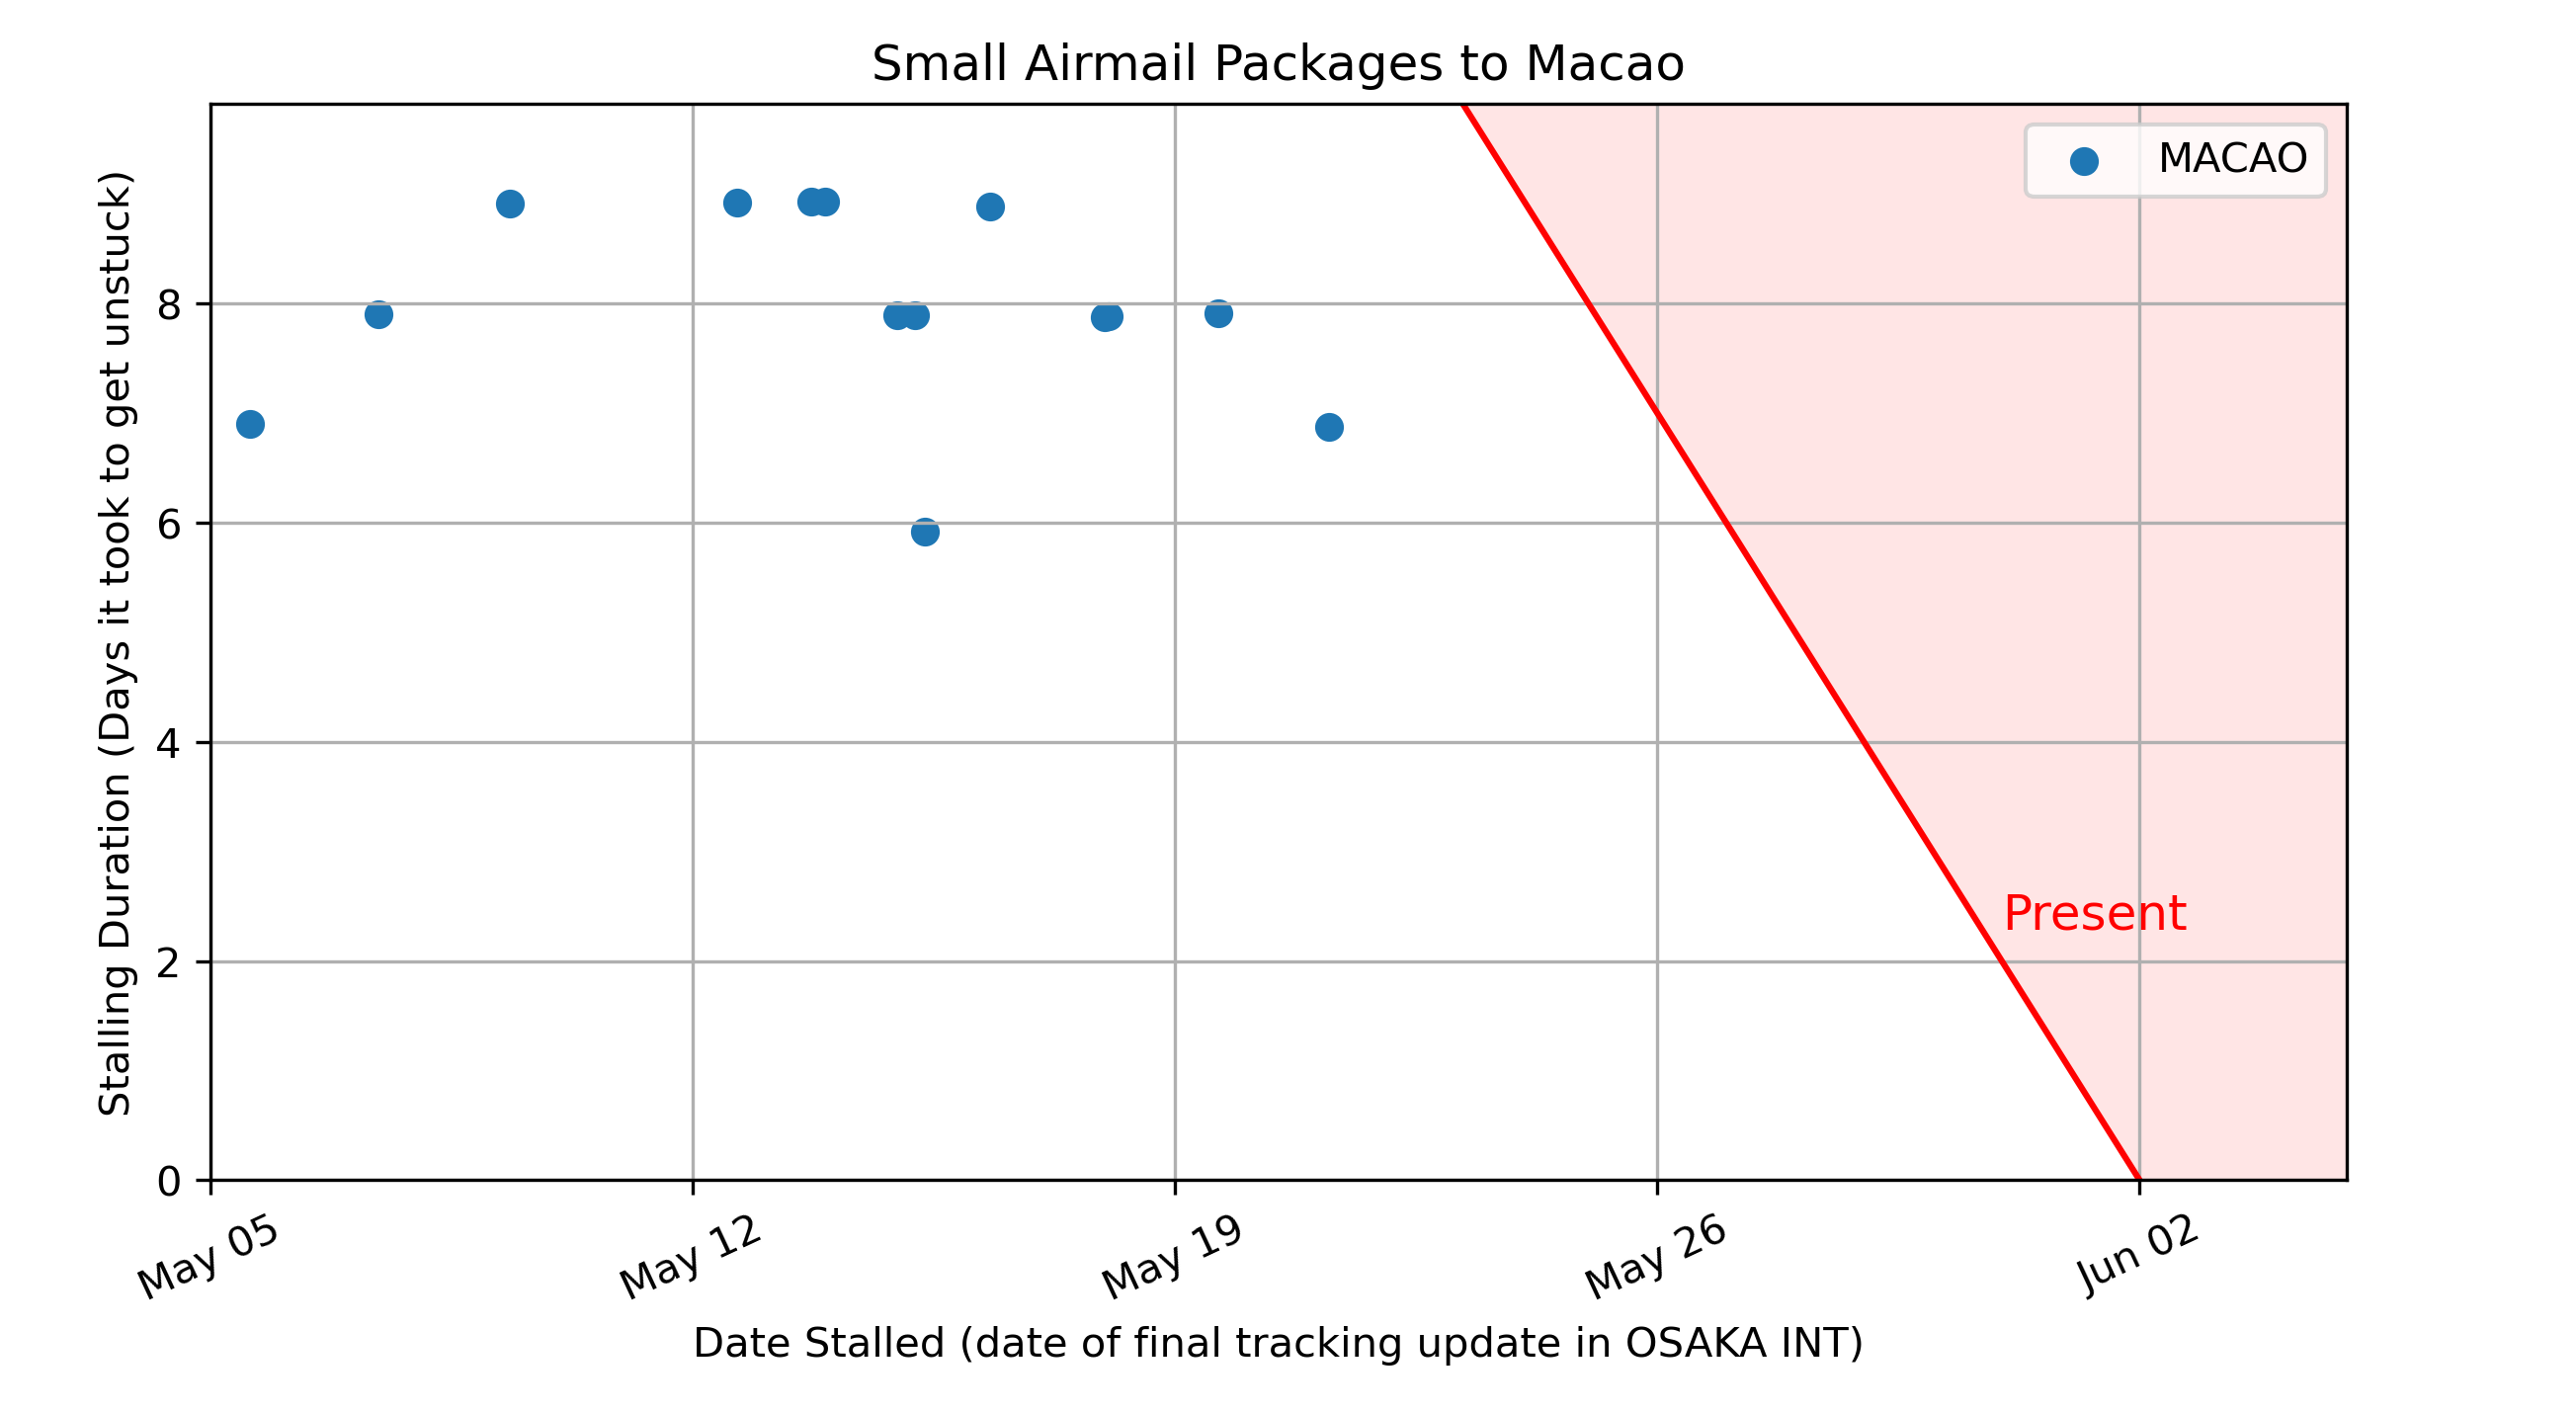 Small Airmail Packages to Macao
MACAO
Stalling Duration (Days it took to get unstuck)
8
6
4
2
0
Present
May 05
May 12
May 19
May 26
Jun 02
Date Stalled (date of final tracking update in OSAKA INT)